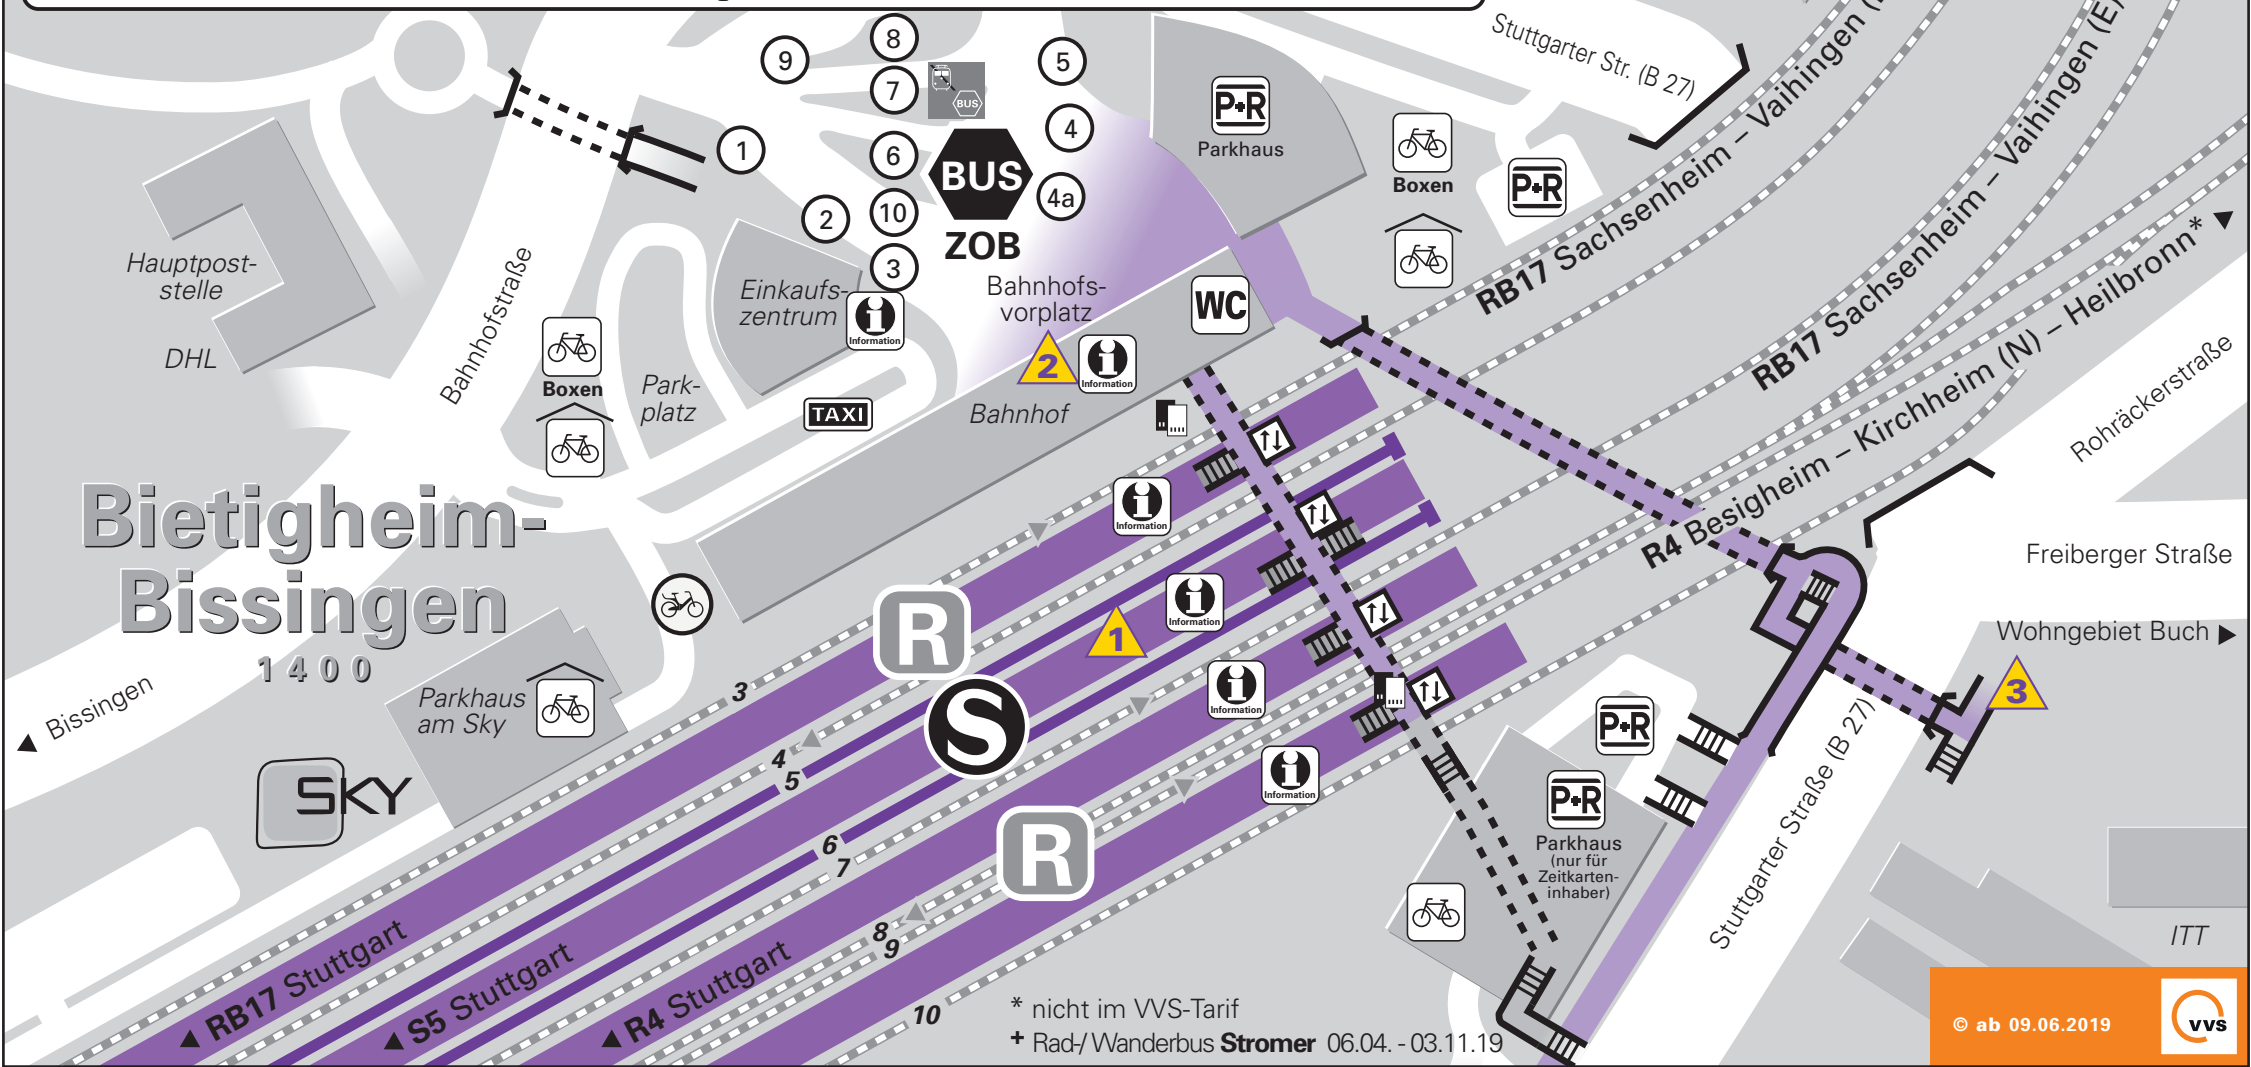 8
9
5
7
BUS
4
1
6
BUS
4a
2
10
ZOB
3
P+R
Parkhaus
Boxen
P+R
Stuttgarter Str. (B 27)
RB17 Sachsenheim – Vaihingen
RB17 Sachsenheim – Vaihingen (E)
R4 Besigheim – Kirchheim (N) – Heilbronn*
Rohräckerstraße
Freiberger Straße
Wohngebiet Buch
3
Hauptpost-
stelle
DHL
Bahnhofstraße
Boxen
Park-
platz
Einkaufs-
zentrum
Information
TAXI
Bahnhofs-
vorplatz
2
Information
WC
Bahnhof
Bietigheim-
Bissingen
1400
Bissingen
Parkhaus
am Sky
SKY
Information
R
Information
1
S
Information
Information
R
3
4
5
6
7
8
9
10
RB17 Stuttgart
S5 Stuttgart
R4 Stuttgart
P+R
P+R
Parkhaus
(nur für
Zeitkarten-
inhaber)
Stuttgarter Straße (B 27)
ITT
* nicht im VVS-Tarif
+ Rad-/ Wanderbus Stromer 06.04. - 03.11.19
© ab 09.06.2019
vvs